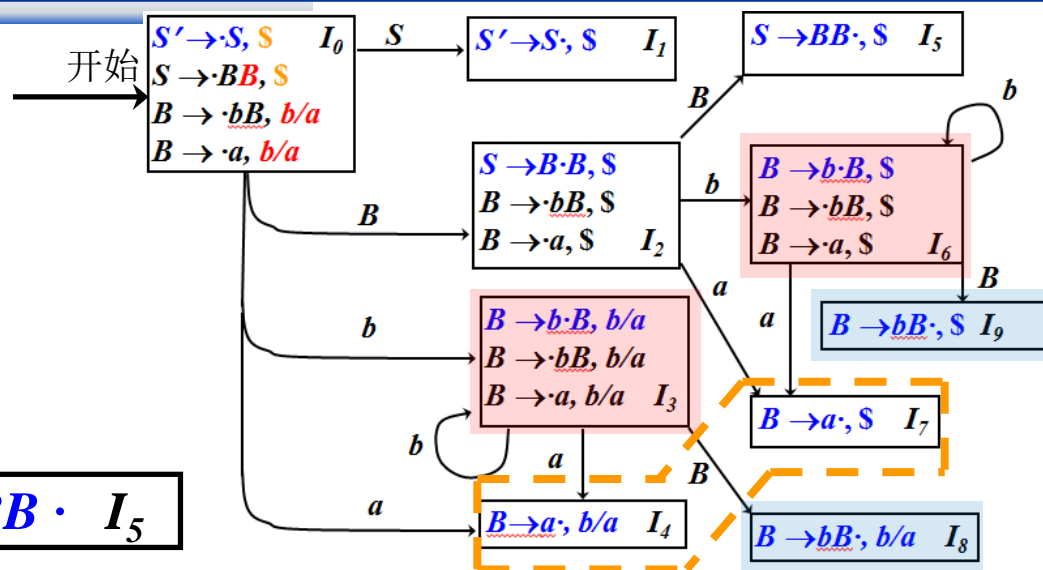 开始
S′→·S, $ I0
S →·BB, $
B → ·bB, b/a
B → ·a, b/a
S
S′→S·, $ I1
S →BB·, $ I5
B
B
S →B·B, $
B →·bB, $
B →·a, $ I2
b
b
B →b·B, $
B →·bB, $
B →·a, $ I6
a
a
B
B →bB·, $ I9
b
B →b·B, b/a
B →·bB, b/a
B →·a, b/a I3
b
a
B
B →a·, $ I7
a
B→a·, b/a I4
B →bB·, b/a I8
B · I5